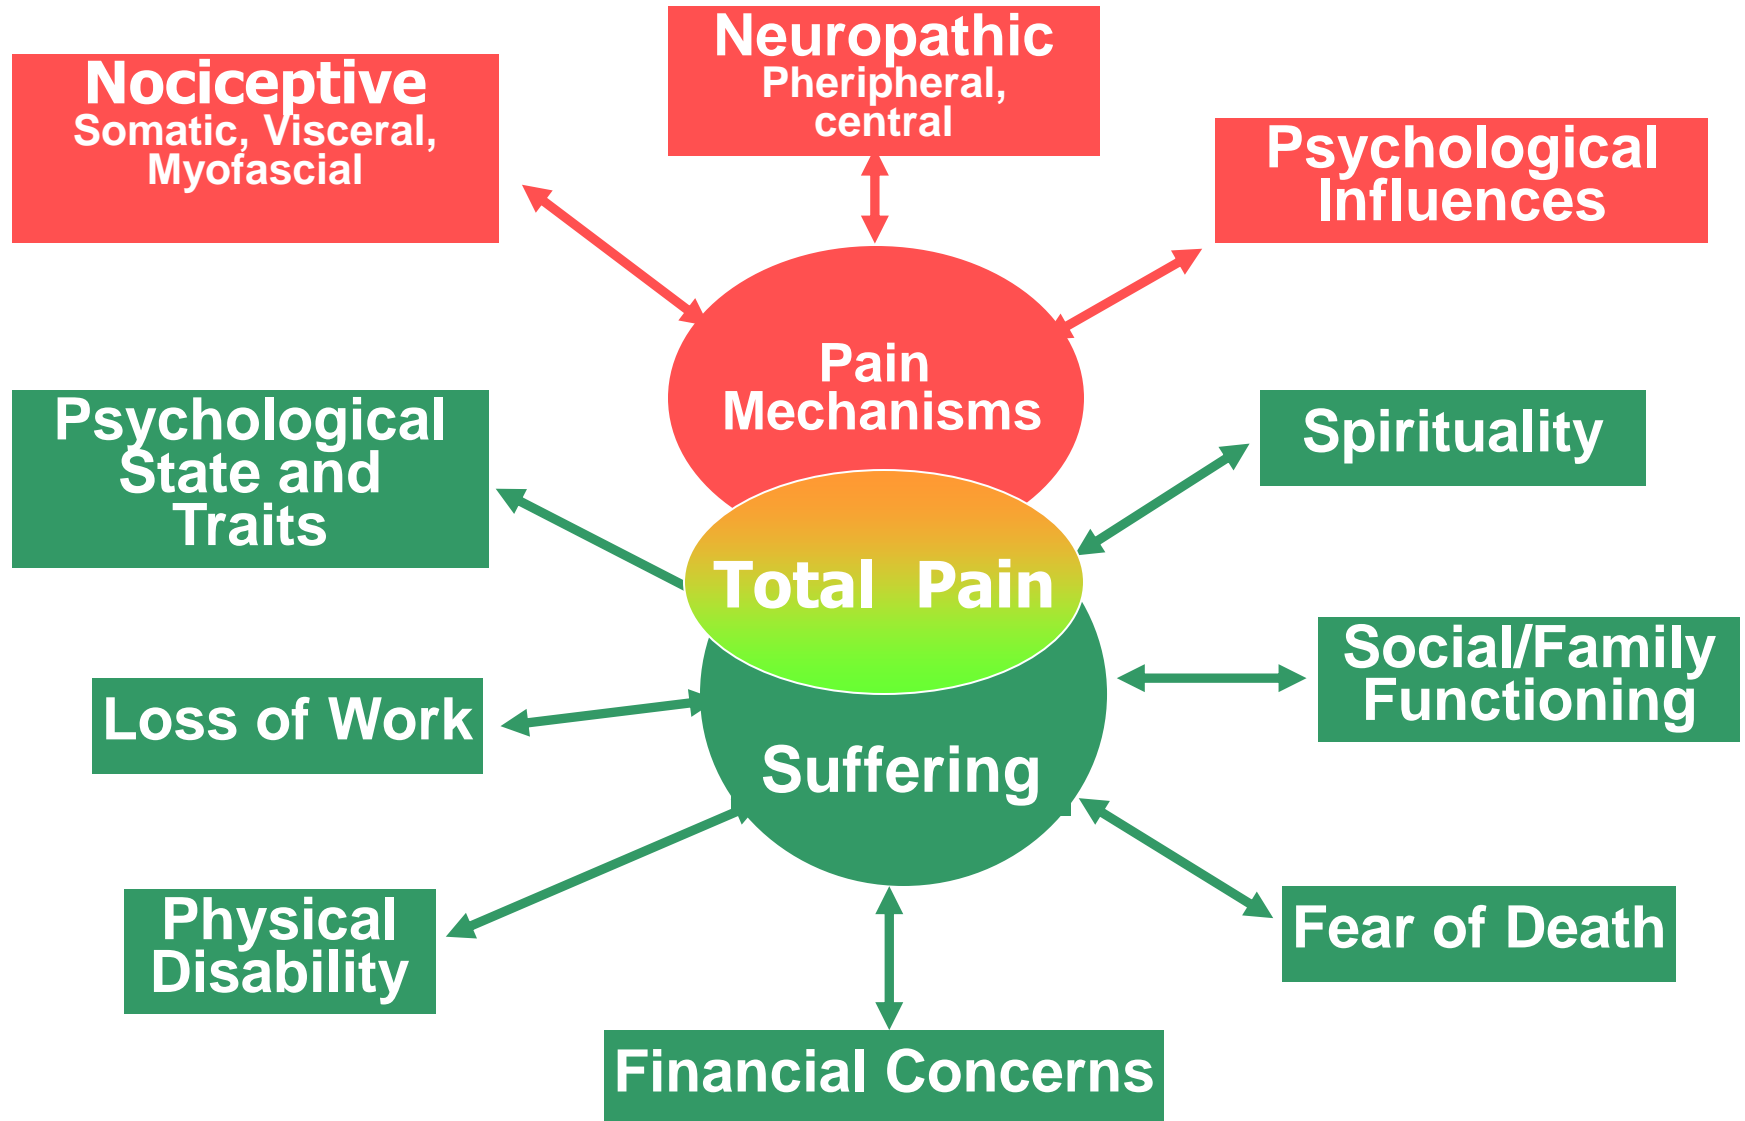 Neuropathic
Pheripheral,
central
Nociceptive
Somatic, Visceral,
Myofascial
Psychological
Influences
Pain
Mechanisms
Psychological
State and
Traits
Spirituality
Total Pain
Social/Family
Functioning
Loss of Work
Suffering
Physical
Disability
Fear of Death
Financial Concerns